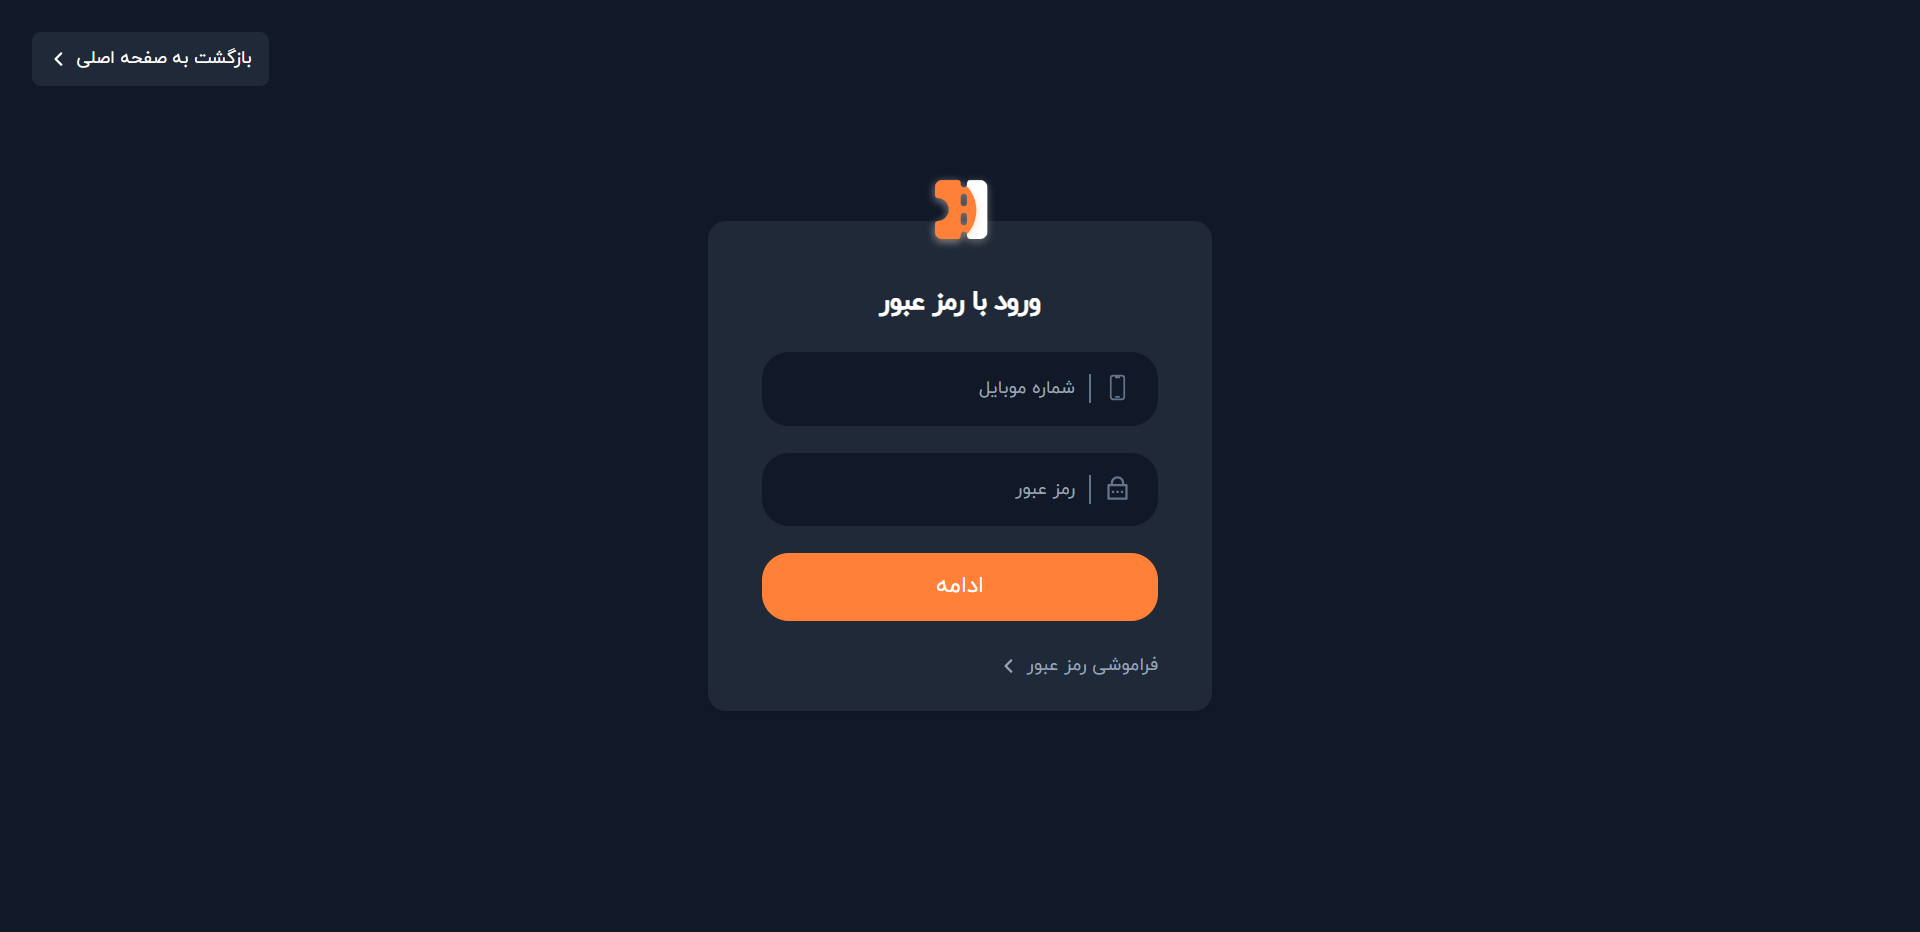 بازگشت به صفحه اصلی
ورود با رمز عبور
شماره موبایل
رمز عبور
ادامه
فراموشی رمز عبور